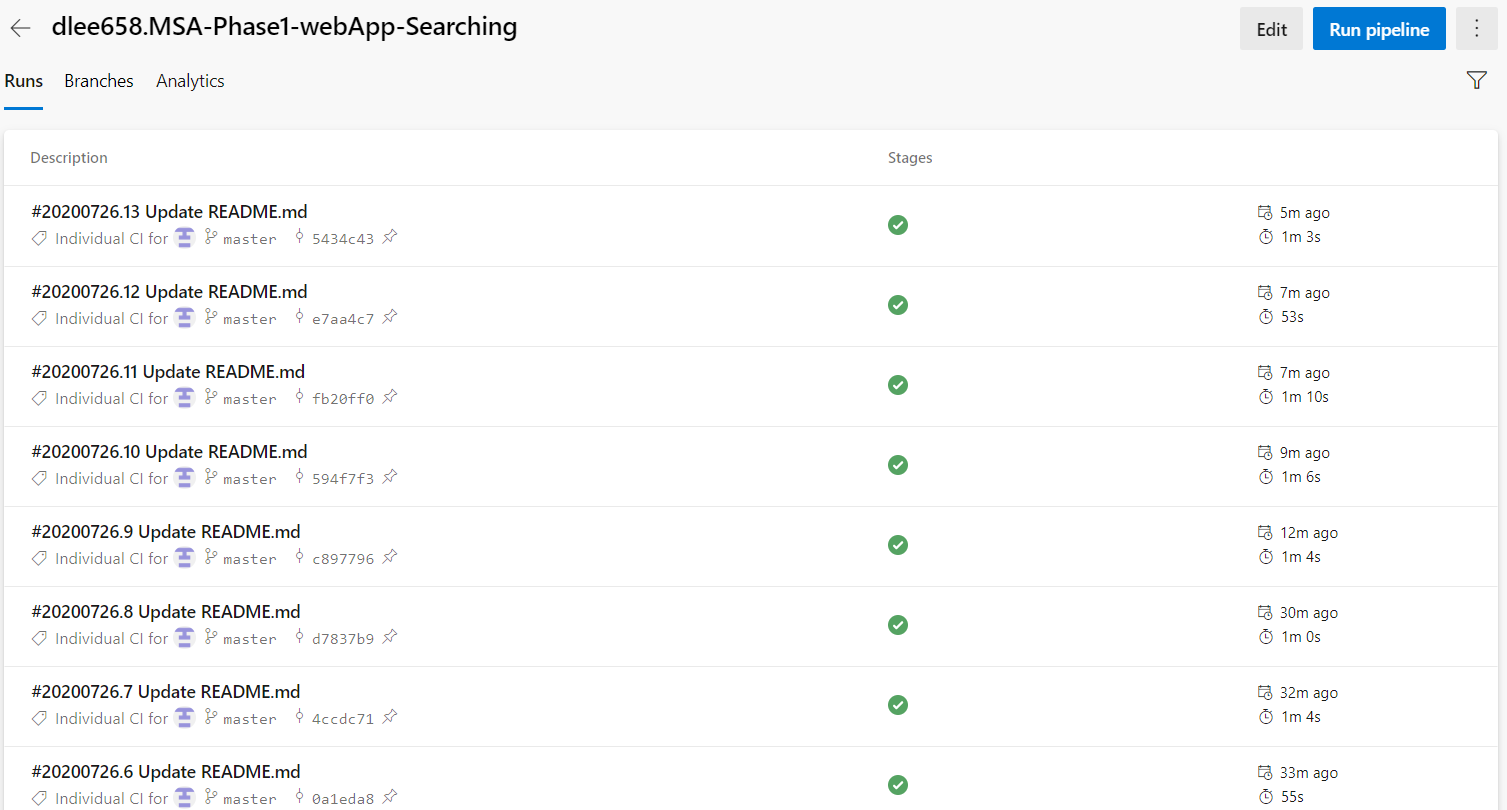 dlee658.MSA-Phase1-webApp-Searching
Edit
Run pipeline
Runs Branches Analytics
Description Stages
#20200726.13 Update README.md
5m ago
Individual CI for master 5434c43
1m 3s
#20200726.12 Update README.md
7m ago
Individual CI for master e7aa4c7
53s
#20200726.11 Update README.md
7m ago
Individual CI for master fb20ff0
1m 10s
#20200726.10 Update README.md
9m ago
Individual CI for master 594f7f3
1m 6s
#20200726.9 Update README.md
12m ago
Individual CI for master c897796
1m 4s
#20200726.8 Update README.md
30m ago
Individual CI for master d7837b9
1m 0s
#20200726.7 Update README.md
32m ago
Individual CI for master 4ccdc71
1m 4s
#20200726.6 Update README.md
33m ago
Individual CI for master 0a1eda8
55s